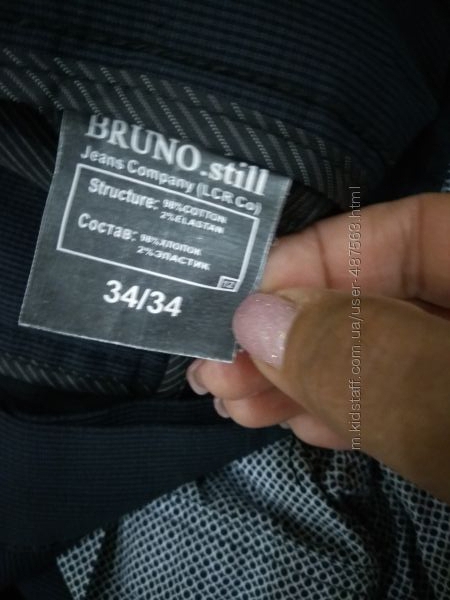 BRUNO.still
Jeans Company (LCR.Co)
Structure: 98%COTTON
2%ELASTAN
Состав: 98%ХЛОПОК
2%ЭЛАСТИК
34/34
m.kidstaff.com.ua/user-487563.html